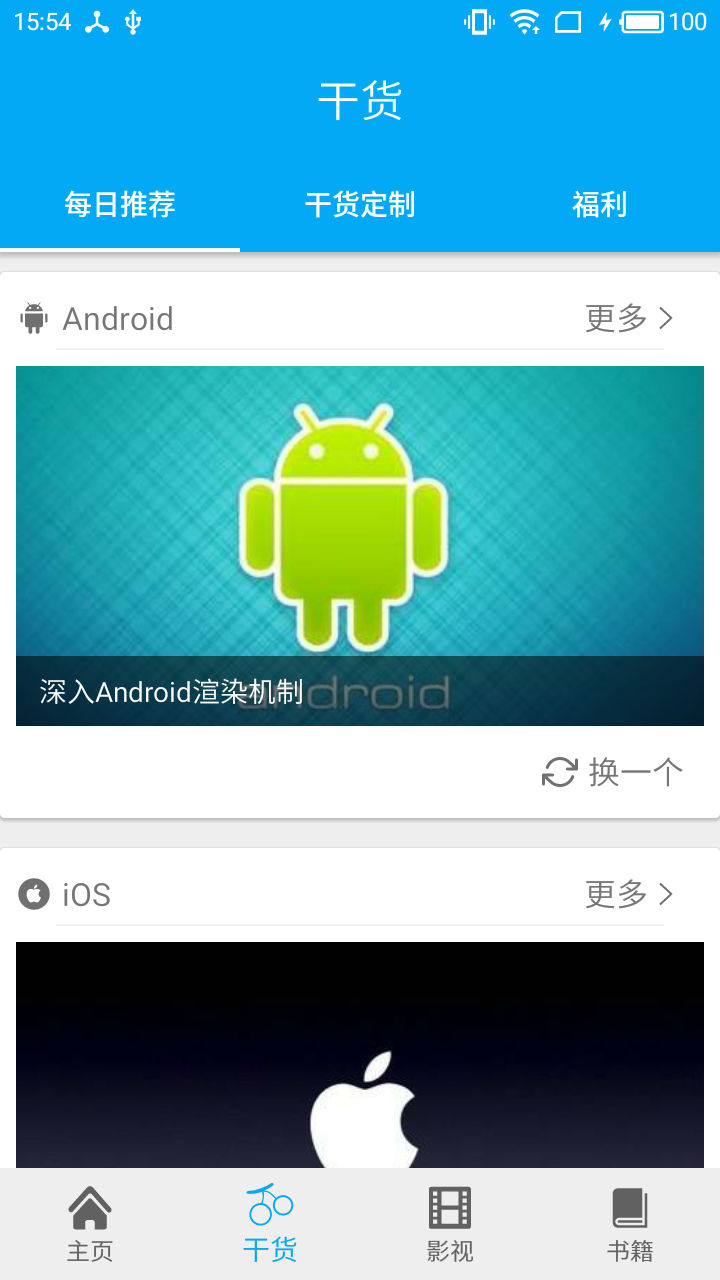 15:54
100
干货
每日推荐
干货定制
福利
Android
更多
深入Android渲染机制
android
换一个
iOS
更多
主页
干货
影视
书籍